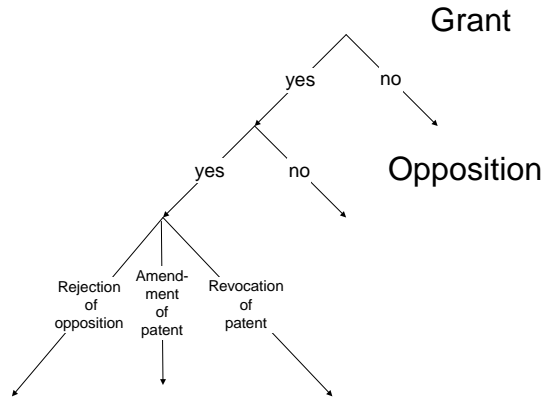 Grant
yes
no
yes
no
Opposition
Rejection
of
opposition
Amend-
ment
of
patent
Revocation
of
patent